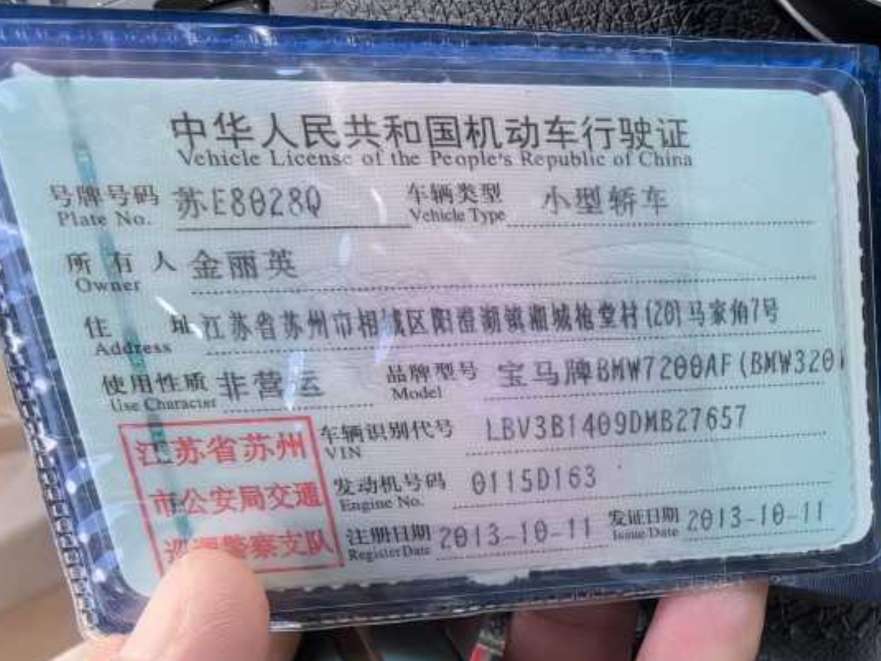 中华人民共和国机动车行驶证
Vehicle License of the People's Republic of China
号牌号码 苏E8028Q 车辆类型 小型轿车
Plate No. Vehicle Type
所有人 金丽英
Owner
住址 江苏省苏州市相城区阳澄湖镇湘城枪堂村(20)马家角7号
Address
使用性质 非营运 品牌型号 宝马牌BMW7200AF(BMW320
Use Character Model
江苏省苏州
市公安局交通
巡逻警察支队
车辆识别代号 LBV3B1409DMB27657
VIN
发动机号码 0115D163
Engine No.
注册日期 2013-10-11 发证日期 2013-10-11
Register Date Issue Date